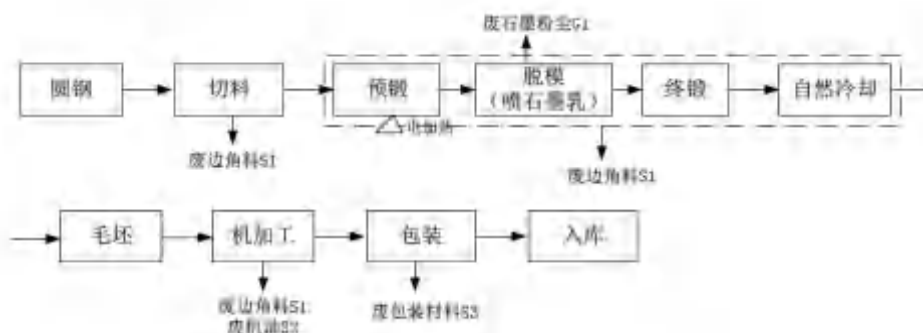 废石墨粉尘G1
圆钢
切料
预锻
脱模
（喷石墨乳）
终锻
自然冷却
电加热
废边角料S1
废边角料S1
毛坯
机加工
包装
入库
废边角料S1
废机油S2
废包装材料S3